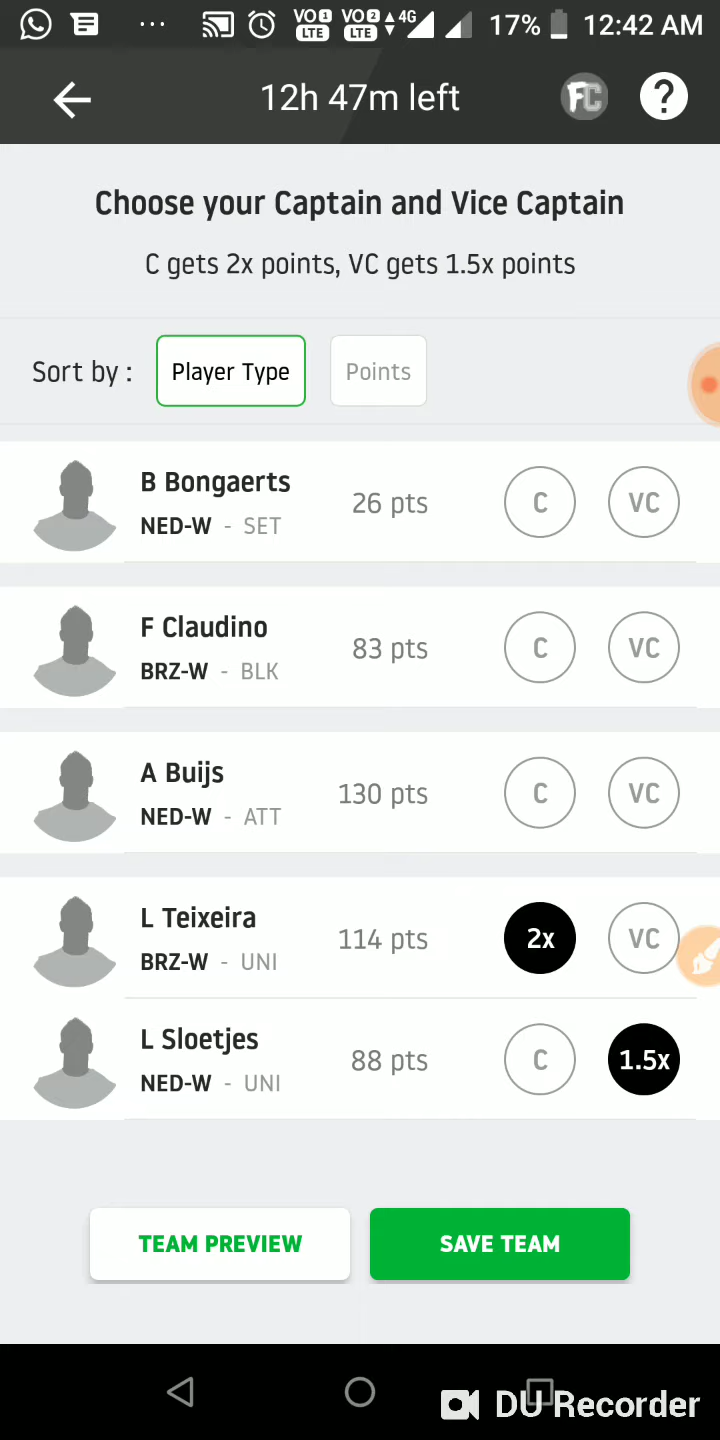 VO 1 LTE VO 2 LTE 4G 17% 12:42 AM
12h 47m left FC ?
Choose your Captain and Vice Captain
C gets 2x points, VC gets 1.5x points
Sort by : Player Type Points
B Bongaerts 26 pts C VC
NED-W - SET
F Claudino 83 pts C VC
BRZ-W - BLK
A Buijs 130 pts C VC
NED-W - ATT
L Teixeira 114 pts 2x VC
BRZ-W - UNI
L Sloetjes 88 pts C 1.5x
NED-W - UNI
TEAM PREVIEW SAVE TEAM
DU Recorder